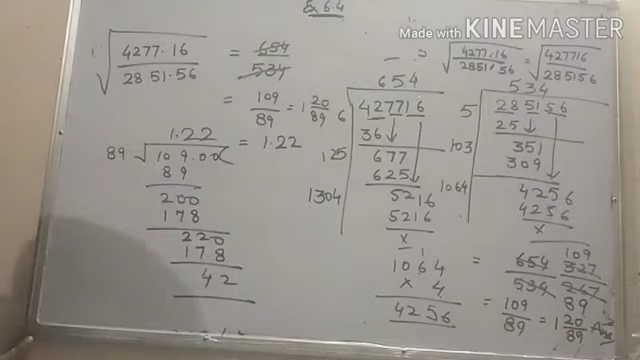 Ex 6.4
Made with KINEMASTER
√4277.16/2851.56 = 654/534
= 109/89 = 1 20/89
= 1.22
1.22
89 √109.00
89
200
178
220
178
42
⊃ √4277.16/2851.56 = √427716/285156
654
6 | 427716
36↓
125 | 677
625↓
1304 | 5216
5216
x
1
1064
x 4
4256
534
5 | 285156
25↓
103 | 351
309
1064 | 4256
4256
x
109
= 654 327
534 267
89
= 109/89 = 1 20/89 Ans